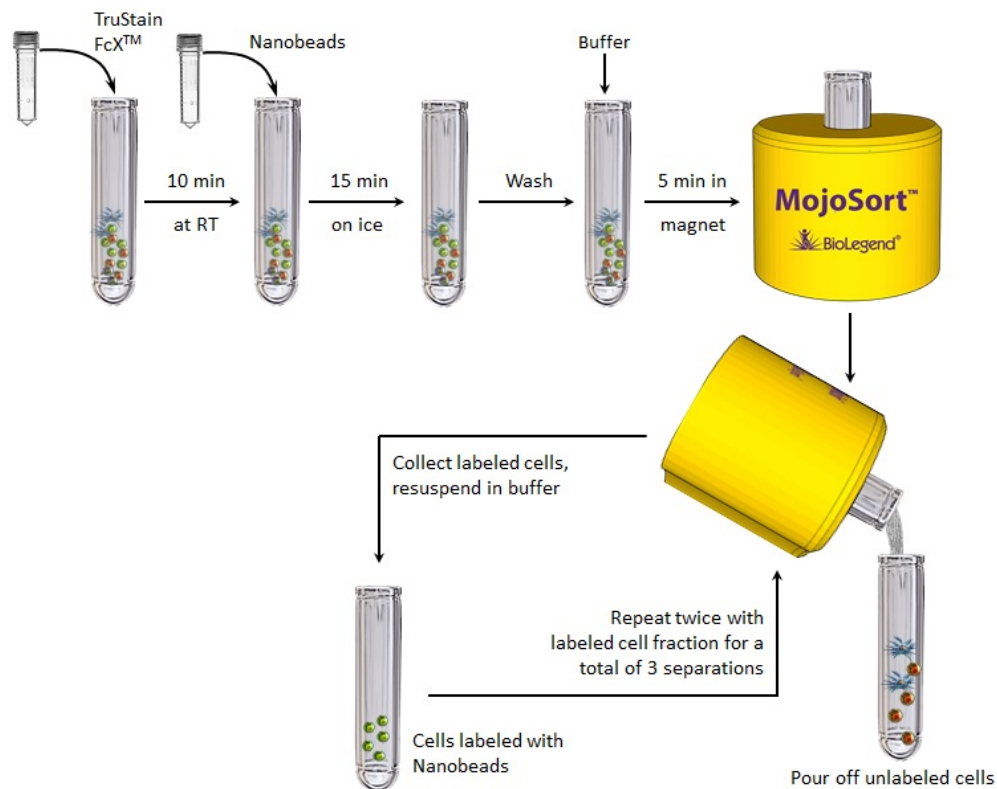 TruStain
FcX™
Nanobeads
Buffer
10 min
at RT
15 min
on ice
Wash
5 min in
magnet
MojoSort™
BioLegend®
Collect labeled cells,
resuspend in buffer
Repeat twice with
labeled cell fraction for a
total of 3 separations
Cells labeled with
Nanobeads
Pour off unlabeled cells